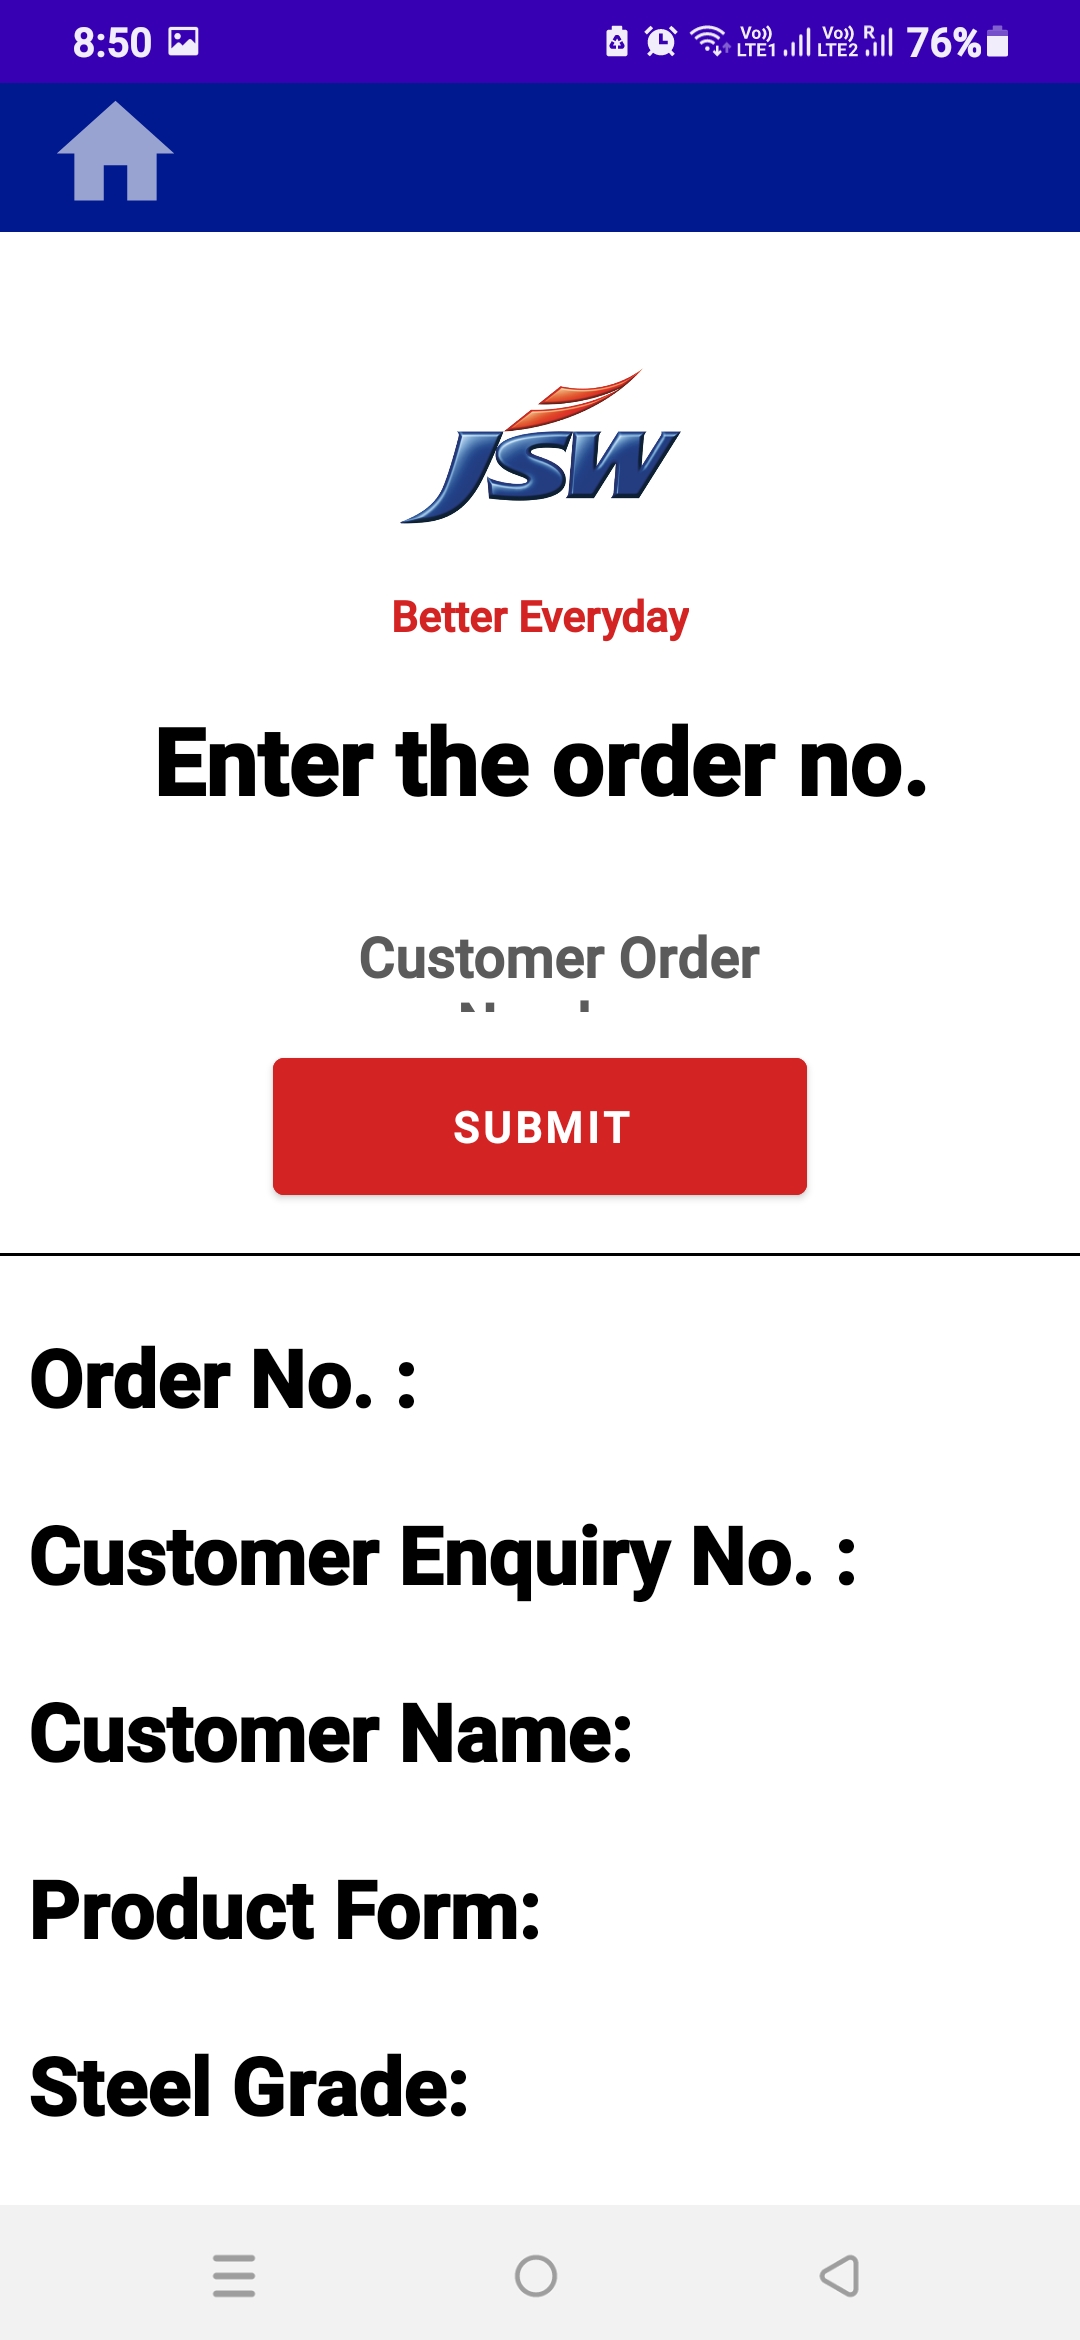 8:50
Vo)) LTE1 Vo)) LTE2 R 76%
JSW
Better Everyday
Enter the order no.
Customer Order
SUBMIT
Order No. :
Customer Enquiry No. :
Customer Name:
Product Form:
Steel Grade: